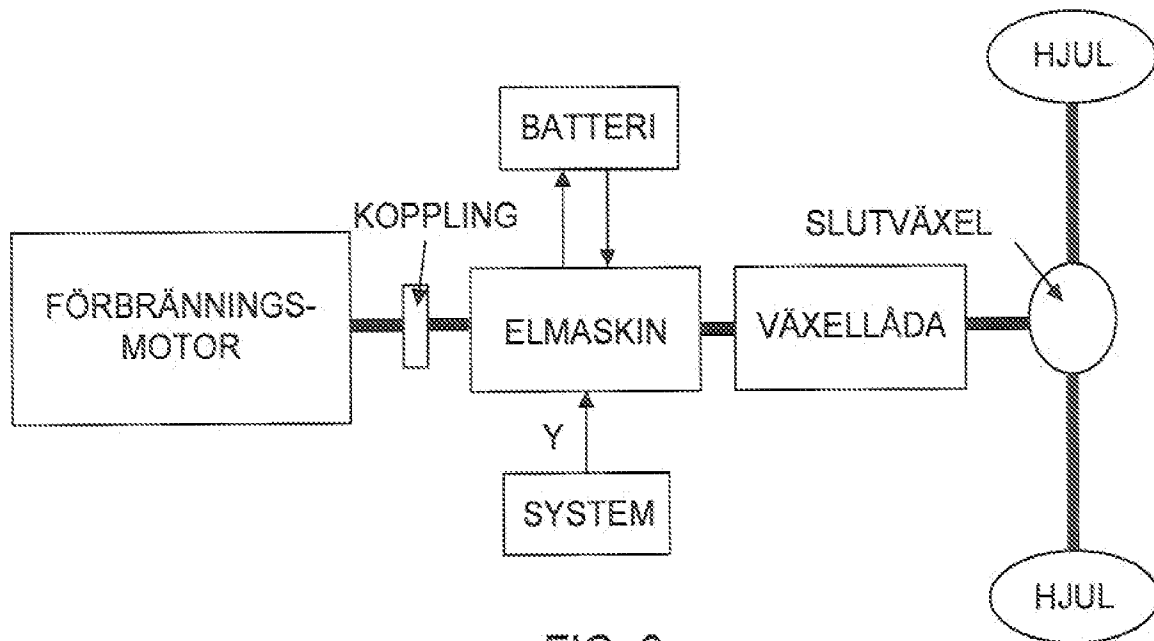 HJUL
BATTERI
KOPPLING
SLUTVÄXEL
FÖRBRÄNNINGS-
MOTOR
ELMASKIN
VÄXELLÅDA
Y
SYSTEM
HJUL